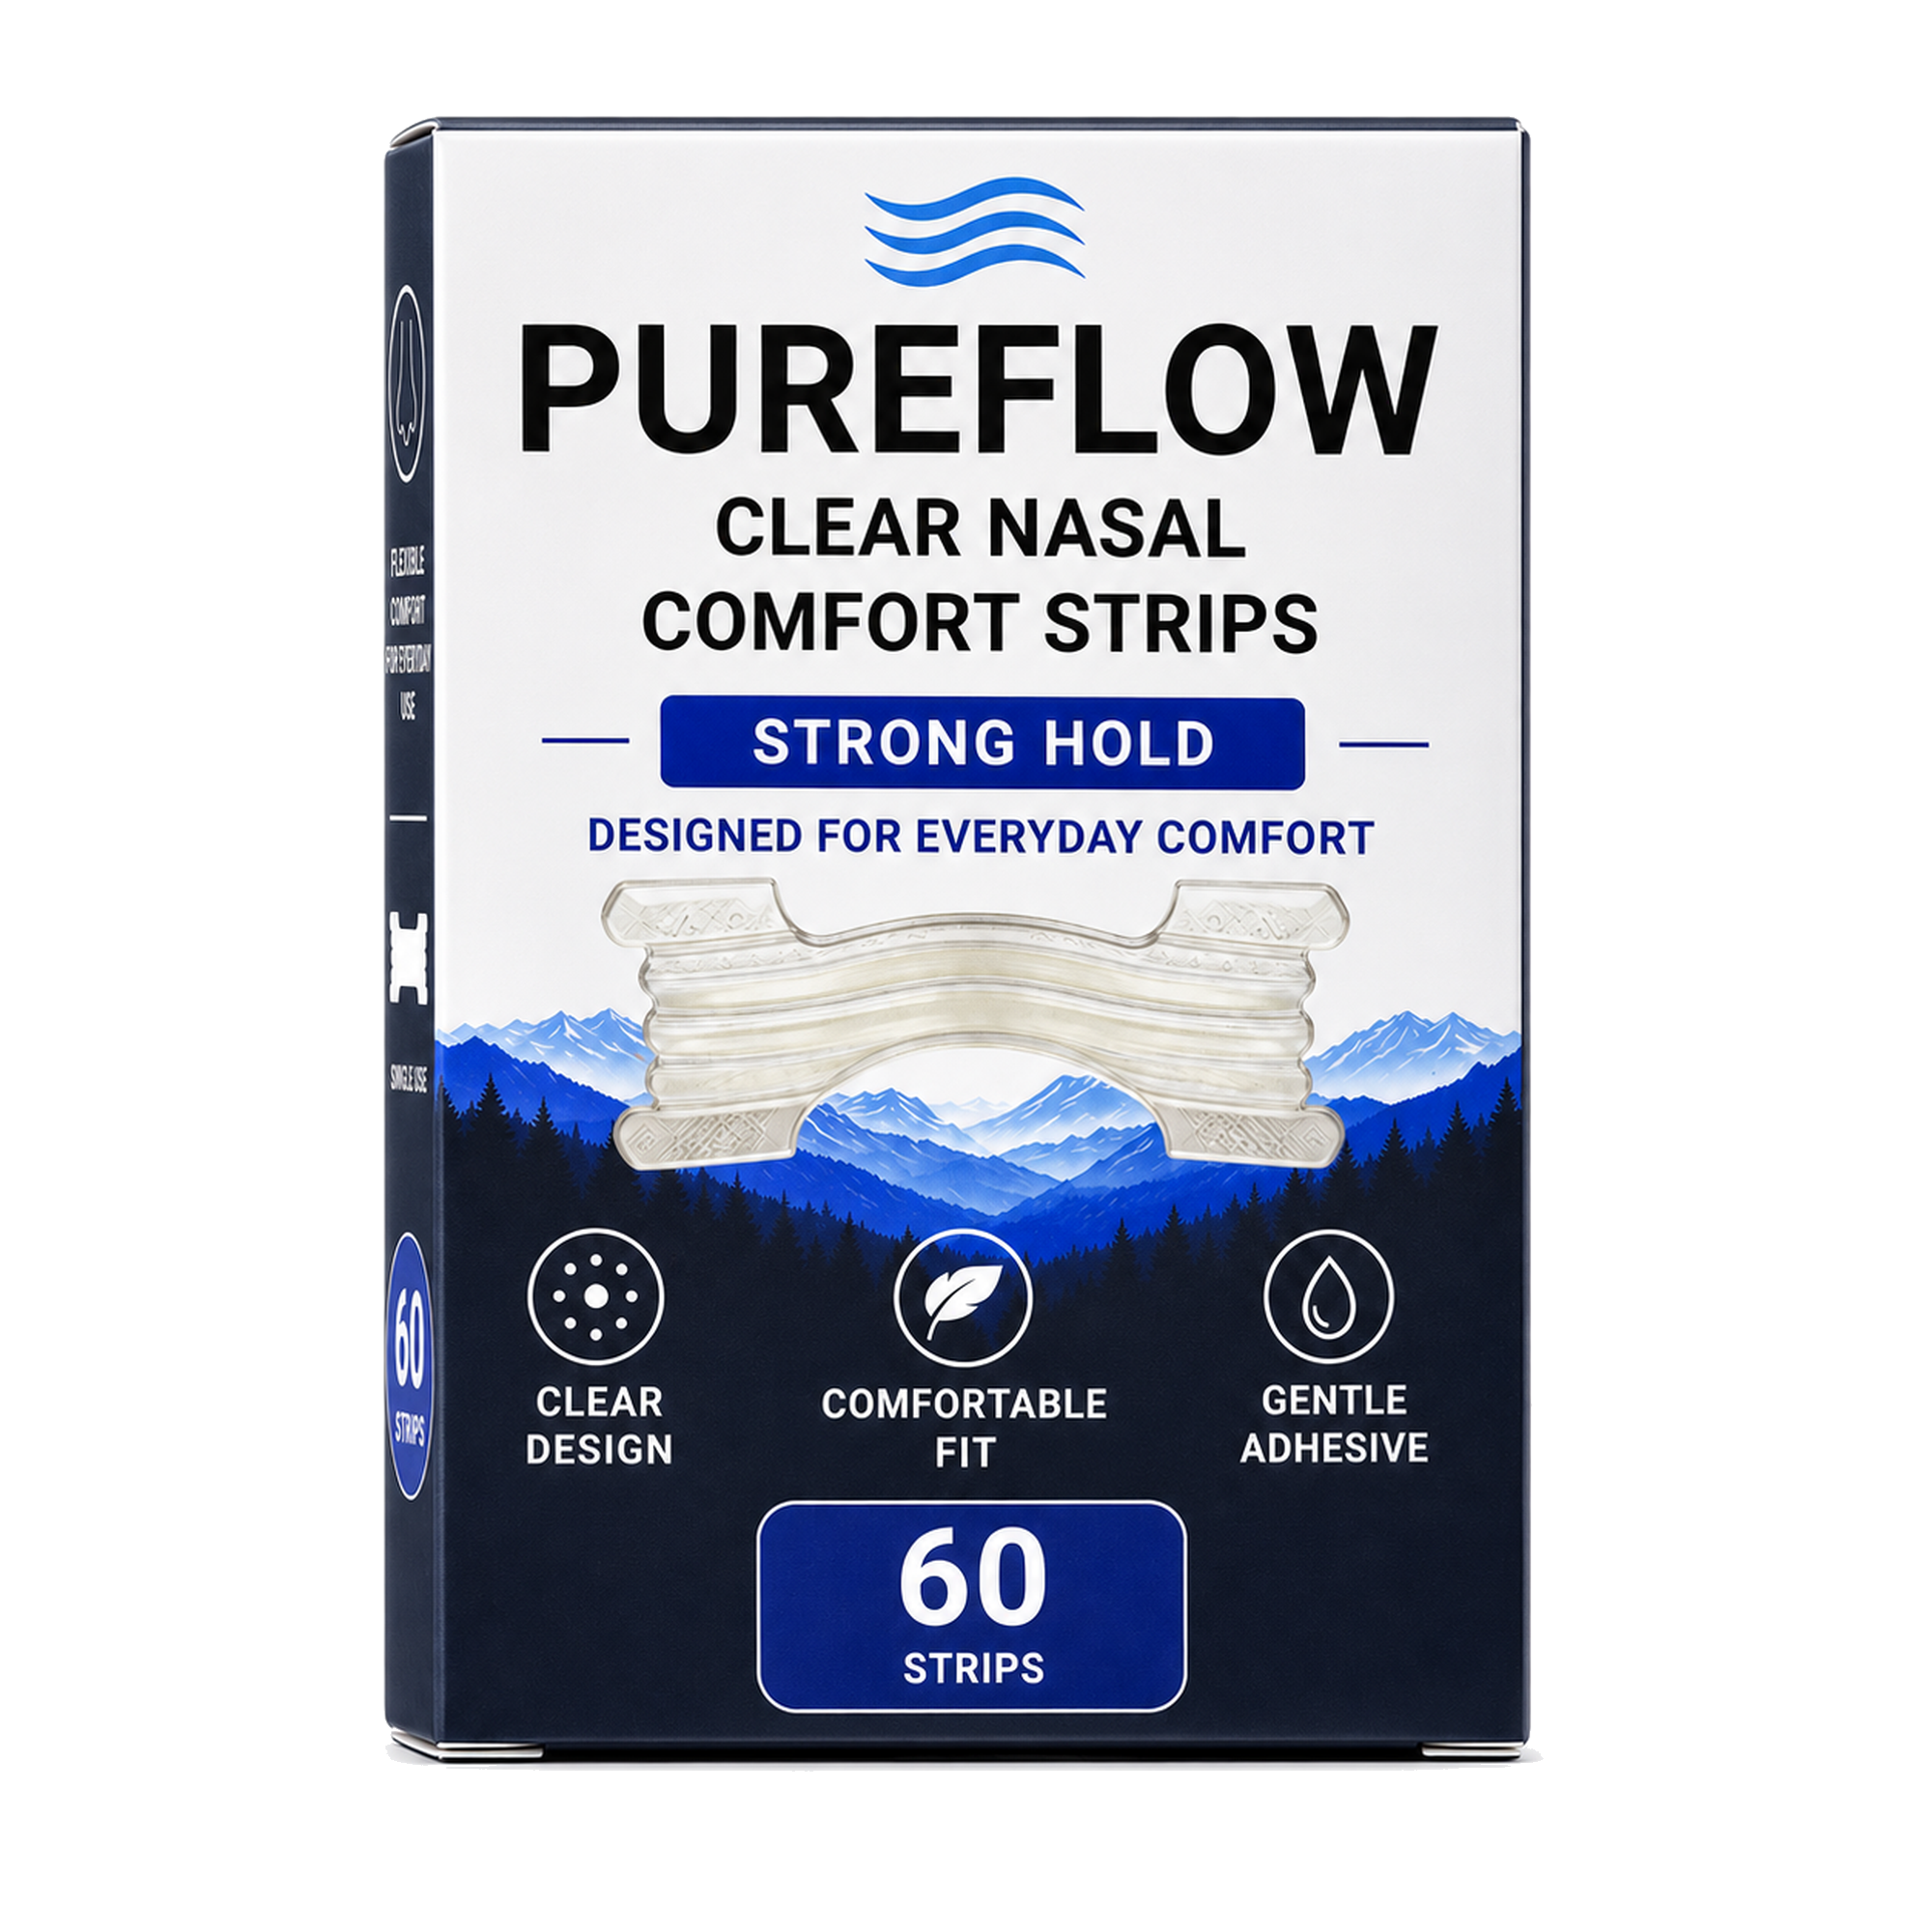 PUREFLOW
CLEAR NASAL
COMFORT STRIPS
STRONG HOLD
DESIGNED FOR EVERYDAY COMFORT
CLEAR
DESIGN
COMFORTABLE
FIT
GENTLE
ADHESIVE
60
STRIPS
FLEXIBLE
COMFORT
FOR EVERYDAY
USE
SINGLE USE
60
STRIPS